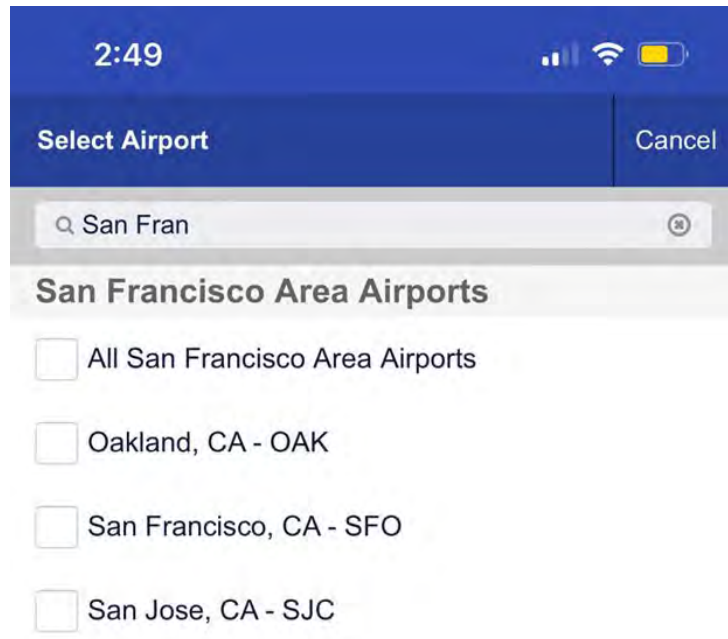 2:49
Select Airport
Cancel
San Fran
San Francisco Area Airports
All San Francisco Area Airports
Oakland, CA - OAK
San Francisco, CA - SFO
San Jose, CA - SJC